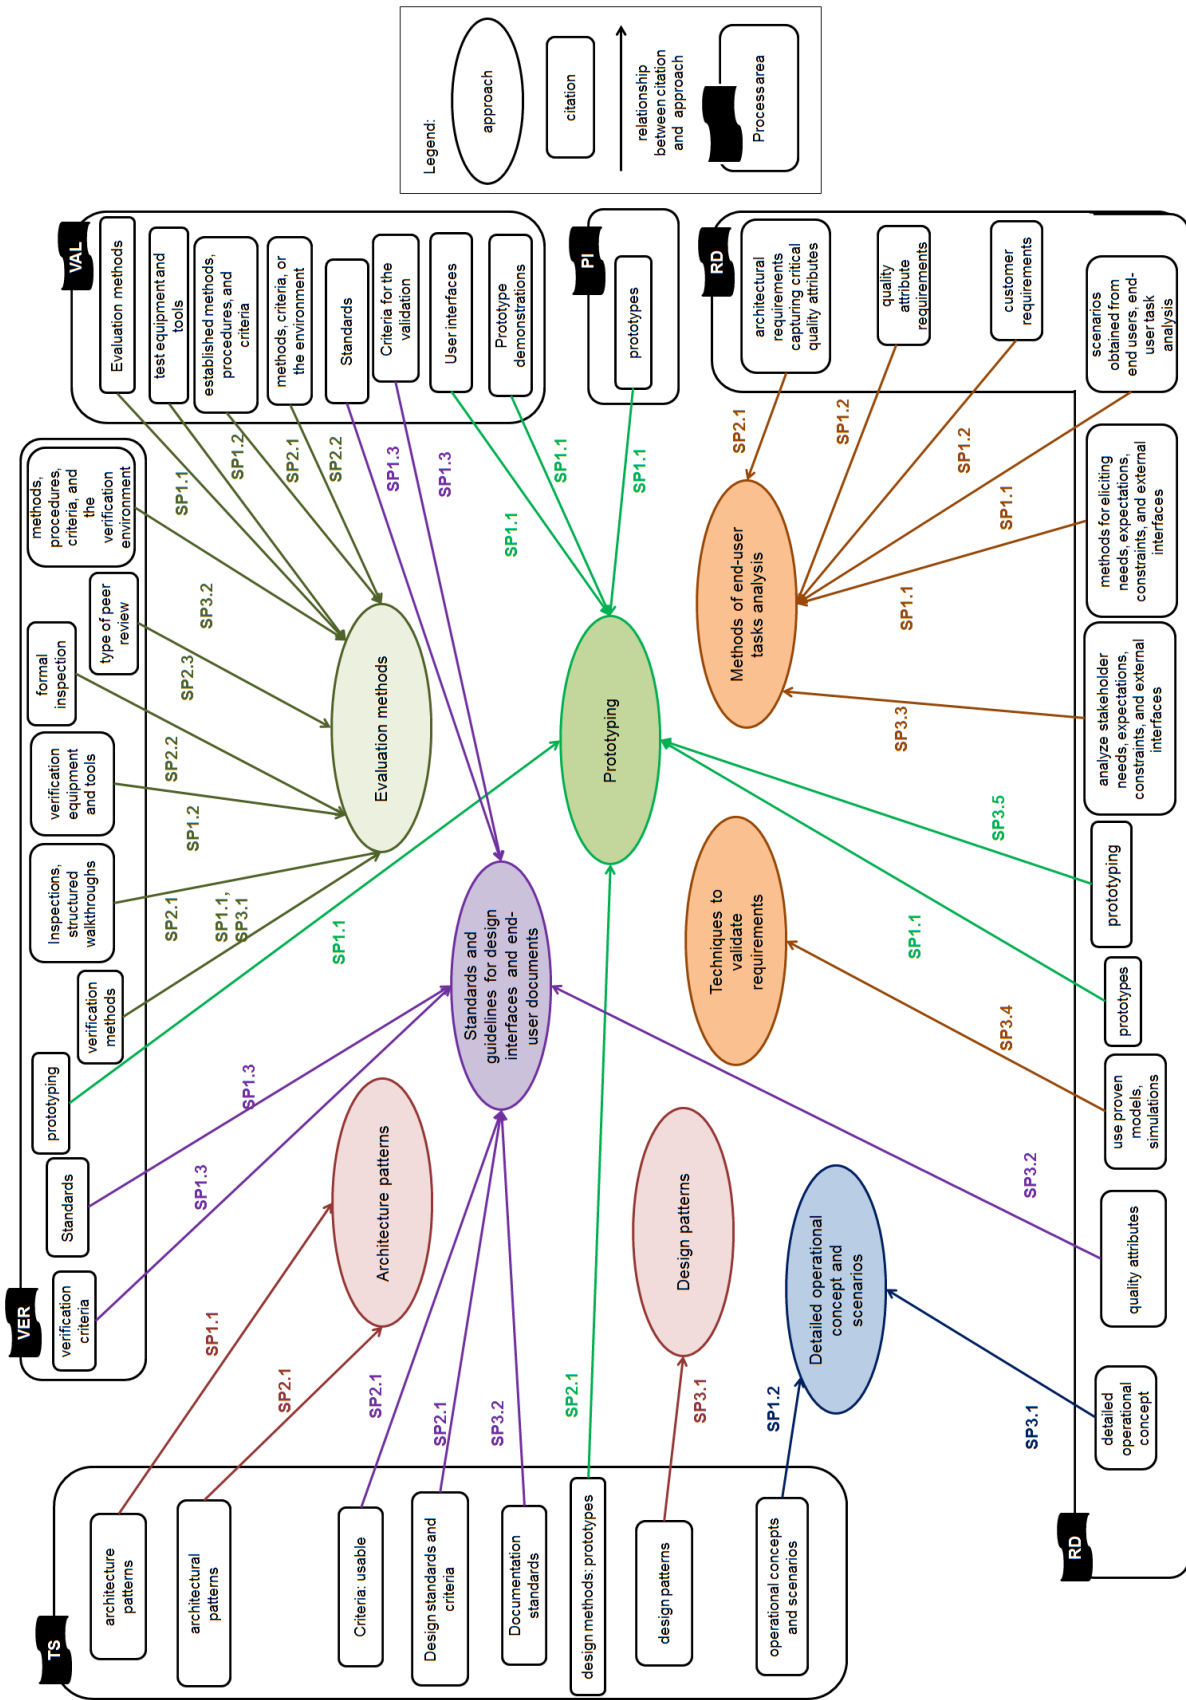 TS
architecture
patterns
architectural
patterns
Criteria: usable
Design standards and
criteria
Documentation
standards
design methods: prototypes
design patterns
operational concepts
and scenarios
SP1.1
SP2.1
SP2.1
SP2.1
SP3.2
SP2.1
SP3.1
SP1.2
VER
verification
criteria
Standards
prototyping
verification
methods
Inspections,
structured
walkthroughs
verification
equipment
and tools
formal
inspection
type of peer
review
methods,
procedures,
criteria, and
the
verification
environment
SP1.3
SP1.3
SP1.1
SP1.1,
SP3.1
SP2.1
SP1.2
SP2.2
SP2.3
SP3.2
VAL
Evaluation methods
test equipment and
tools
established methods,
procedures, and
criteria
methods, criteria, or
the environment
Standards
Criteria for the
validation
User interfaces
Prototype
demonstrations
SP1.1
SP1.2
SP2.1
SP2.2
SP1.3
SP1.3
SP1.1
SP1.1
PI
prototypes
SP1.1
RD
architectural
requirements
capturing critical
quality attributes
quality
attribute
requirements
customer
requirements
scenarios
obtained from
end users, end-
user task
analysis
SP2.1
SP1.2
SP1.2
SP1.1
SP1.1
SP3.3
Architecture patterns
Standards and
guidelines for design
interfaces and end-
user documents
Evaluation methods
Prototyping
Design patterns
Detailed operational
concept and
scenarios
Techniques to
validate
requirements
Methods of end-user
tasks analysis
SP3.1
SP3.2
SP3.4
SP1.1
SP3.5
RD
detailed
operational
concept
quality attributes
use proven
models,
simulations
prototypes
prototyping
analyze stakeholder
needs, expectations,
constraints, and external
interfaces
methods for eliciting
needs, expectations,
constraints, and external
interfaces
Legend:
approach
citation
relationship
between citation
and approach
Process area